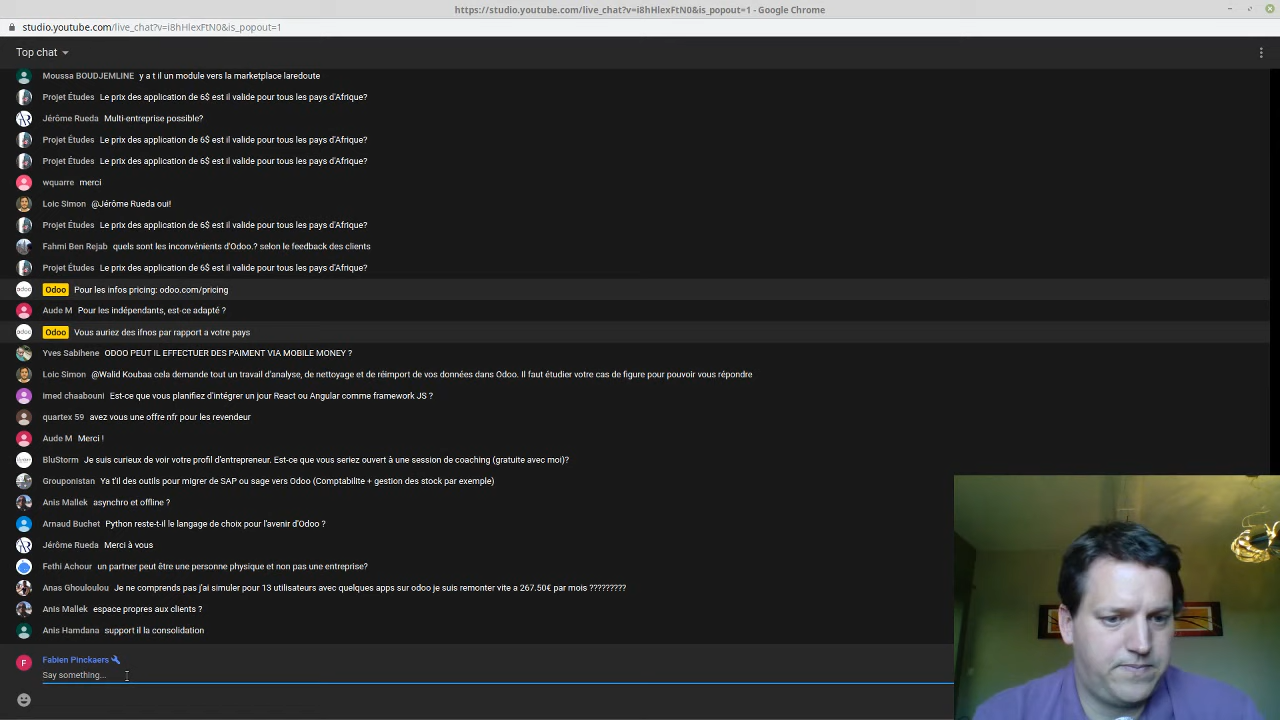 https://studio.youtube.com/live_chat?v=i8hHlexFtN0&is_popout=1 - Google Chrome
studio.youtube.com/live_chat?v=i8hHlexFtN0&is_popout=1
Top chat
Moussa BOUDJEMLINE y a t il un module vers la marketplace laredoute
Projet Études Le prix des application de 6$ est il valide pour tous les pays d'Afrique?
Jérôme Rueda Multi-entreprise possible?
Projet Études Le prix des application de 6$ est il valide pour tous les pays d'Afrique?
Projet Études Le prix des application de 6$ est il valide pour tous les pays d'Afrique?
wquarre merci
Loic Simon @Jérôme Rueda oui!
Projet Études Le prix des application de 6$ est il valide pour tous les pays d'Afrique?
Fahmi Ben Rejab quels sont les inconvénients d'Odoo.? selon le feedback des clients
Projet Études Le prix des application de 6$ est il valide pour tous les pays d'Afrique?
Odoo Pour les infos pricing: odoo.com/pricing
Aude M Pour les indépendants, est-ce adapté ?
Odoo Vous auriez des ifnos par rapport a votre pays
Yves Sabihene ODOO PEUT IL EFFECTUER DES PAIMENT VIA MOBILE MONEY ?
Loic Simon @Walid Koubaa cela demande tout un travail d'analyse, de nettoyage et de réimport de vos données dans Odoo. Il faut étudier votre cas de figure pour pouvoir vous répondre
imed chaabouni Est-ce que vous planifiez d'intégrer un jour React ou Angular comme framework JS ?
quartex 59 avez vous une offre nfr pour les revendeur
Aude M Merci !
BluStorm Je suis curieux de voir votre profil d'entrepreneur. Est-ce que vous seriez ouvert à une session de coaching (gratuite avec moi)?
Grouponistan Ya t'il des outils pour migrer de SAP ou sage vers Odoo (Comptabilite + gestion des stock par exemple)
Anis Mallek asynchro et offline ?
Arnaud Buchet Python reste-t-il le langage de choix pour l'avenir d'Odoo ?
Jérôme Rueda Merci à vous
Fethi Achour un partner peut être une personne physique et non pas une entreprise?
Anas Ghouloulou Je ne comprends pas j'ai simuler pour 13 utilisateurs avec quelques apps sur odoo je suis remonter vite a 267.50€ par mois ?????????
Anis Mallek espace propres aux clients ?
Anis Hamdana support il la consolidation
F Fabien Pinckaers
Say something...